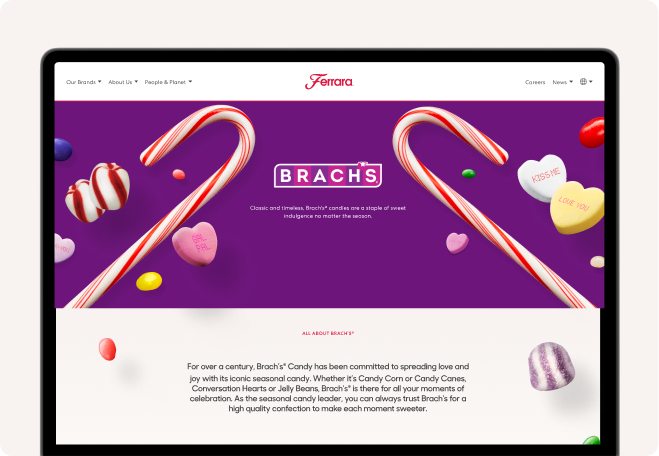 Our Brands
About Us
People & Planet
Ferrara
Careers
News
BRACH'S
Classic and timeless, Brach's® candies are a staple of sweet
indulgence no matter the season.
KISS ME
LOVE YOU
GAL
PAL
ALL ABOUT BRACH'S®
For over a century, Brach's® Candy has been committed to spreading love and
joy with its iconic seasonal candy. Whether it's Candy Corn or Candy Canes,
Conversation Hearts or Jelly Beans, Brach's® is there for all your moments of
celebration. As the seasonal candy leader, you can always trust Brach's for a
high quality confection to make each moment sweeter.